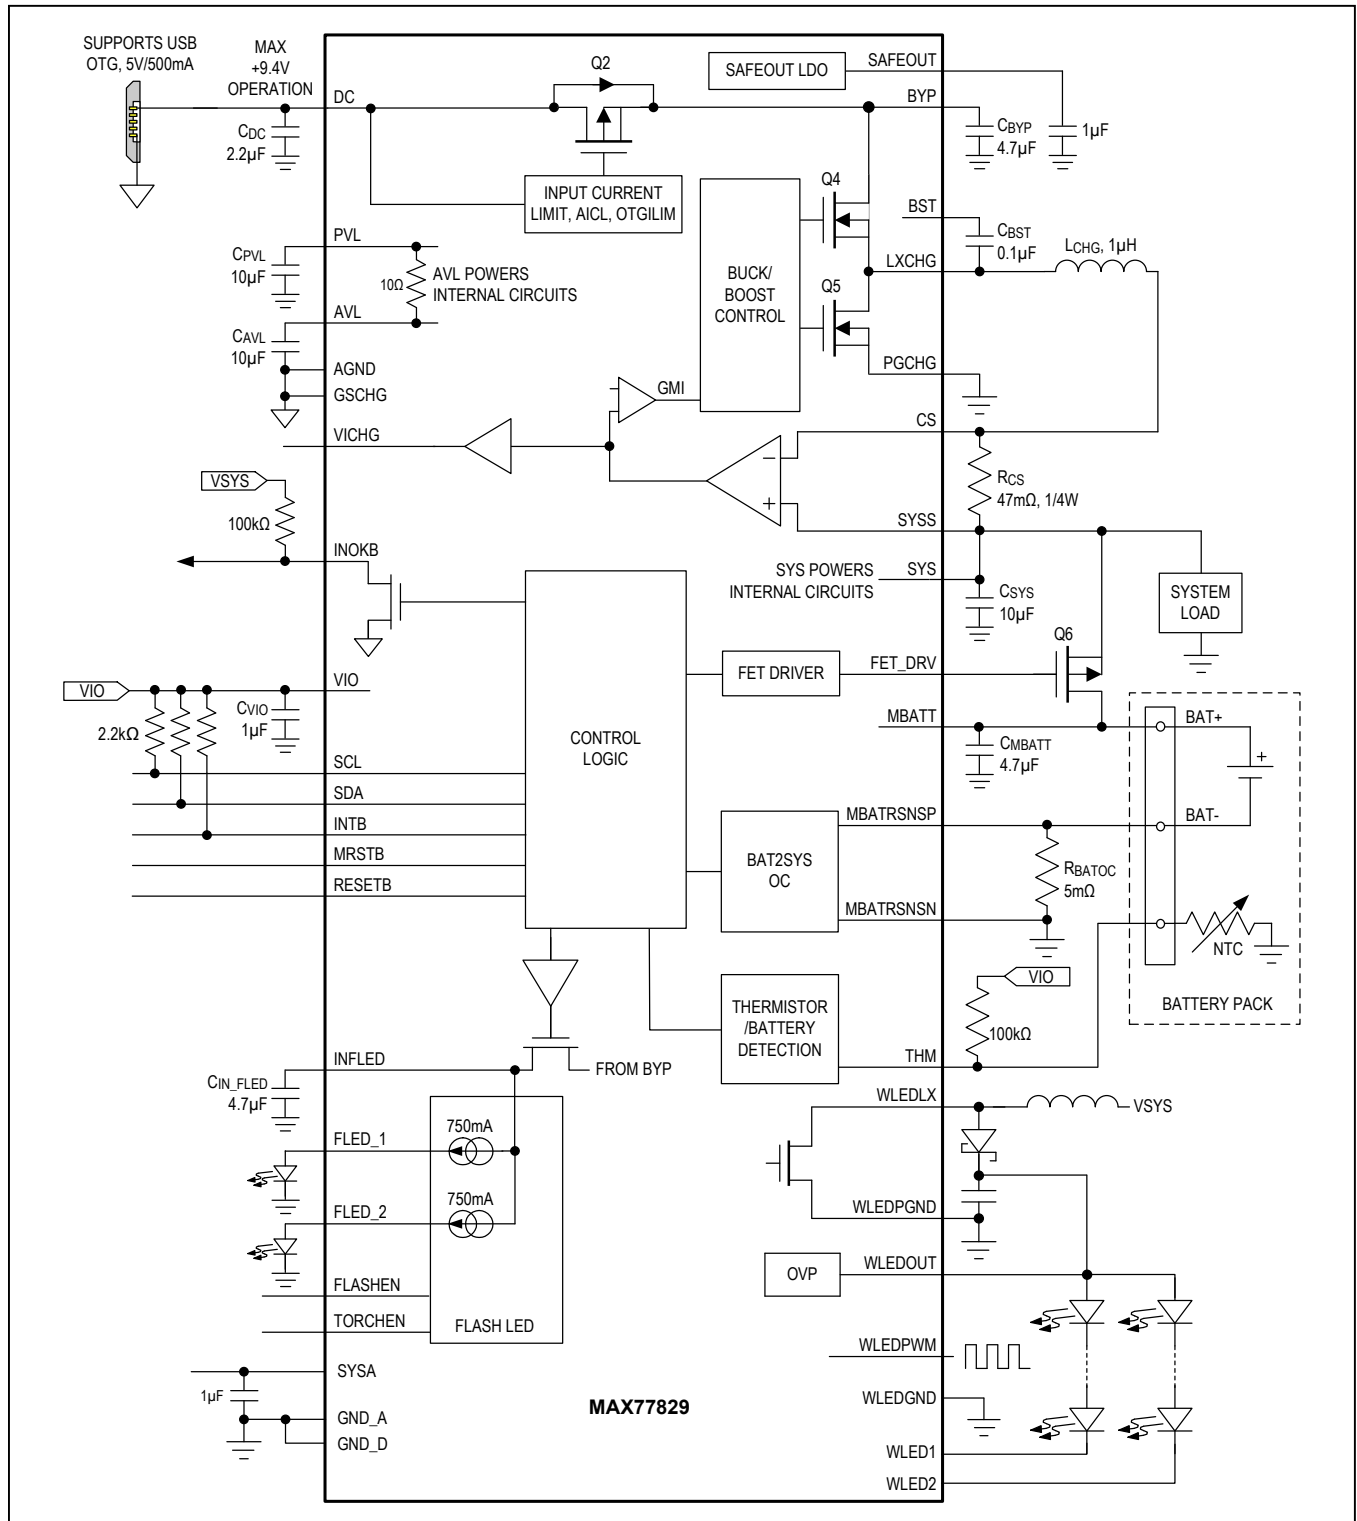 SUPPORTS USB
OTG, 5V/500mA
MAX
+9.4V
OPERATION
DC
CDC
2.2µF
Q2
INPUT CURRENT
LIMIT, AICL, OTGILIM
SAFEOUT LDO
SAFEOUT
BYP
CBYP
4.7µF
1µF
Q4
BST
CBST
0.1µF
LCHG, 1µH
LXCHG
BUCK/
BOOST
CONTROL
Q5
PGCHG
PVL
CPVL
10µF
10Ω
AVL POWERS
INTERNAL CIRCUITS
AVL
CAVL
10µF
AGND
GSCHG
GMI
VICHG
CS
−
+
RCS
47mΩ, 1/4W
SYSS
VSYS
100kΩ
INOKB
SYS POWERS
INTERNAL CIRCUITS
SYS
CSYS
10µF
SYSTEM
LOAD
Q6
FET DRIVER
FET_DRV
VIO
VIO
CVIO
1µF
2.2kΩ
CONTROL
LOGIC
MBATT
CMBATT
4.7µF
BAT+
+
BAT-
SCL
SDA
INTB
MRSTB
RESETB
BAT2SYS
OC
MBATRSNSP
RBATOC
5mΩ
MBATRSNSN
NTC
BATTERY PACK
VIO
100kΩ
THERMISTOR
/BATTERY
DETECTION
THM
INFLED
CIN_FLED
4.7µF
FROM BYP
WLEDLX
VSYS
750mA
FLED_1
750mA
FLED_2
WLEDPGND
OVP
WLEDOUT
FLASHEN
TORCHEN
FLASH LED
WLEDPWM
SYSA
1µF
GND_A
GND_D
MAX77829
WLEDGND
WLED1
WLED2